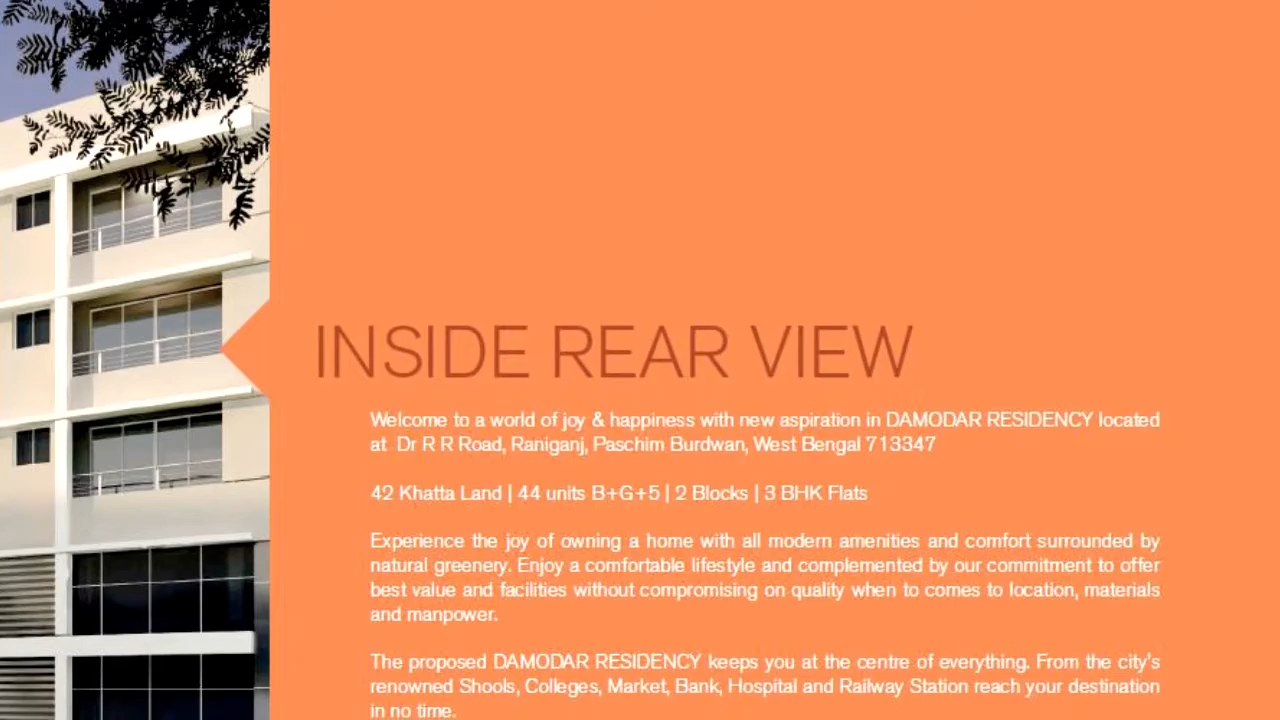 INSIDE REAR VIEW
Welcome to a world of joy & happiness with new aspiration in DAMODAR RESIDENCY located
at Dr R R Road, Raniganj, Paschim Burdwan, West Bengal 713347
42 Khatta Land | 44 units B+G+5 | 2 Blocks | 3 BHK Flats
Experience the joy of owning a home with all modern amenities and comfort surrounded by
natural greenery. Enjoy a comfortable lifestyle and complemented by our commitment to offer
best value and facilities without compromising on quality when to comes to location, materials
and manpower.
The proposed DAMODAR RESIDENCY keeps you at the centre of everything. From the city's
renowned Shools, Colleges, Market, Bank, Hospital and Railway Station reach your destination
in no time.